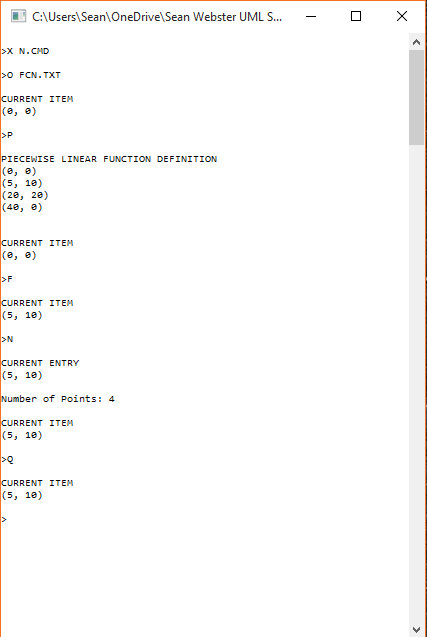 C:\Users\Sean\OneDrive\Sean Webster UML S...
>X N.CMD
>O FCN.TXT
CURRENT ITEM
(0, 0)
>P
PIECEWISE LINEAR FUNCTION DEFINITION
(0, 0)
(5, 10)
(20, 20)
(40, 0)
CURRENT ITEM
(0, 0)
>F
CURRENT ITEM
(5, 10)
>N
CURRENT ENTRY
(5, 10)
Number of Points: 4
CURRENT ITEM
(5, 10)
>Q
CURRENT ITEM
(5, 10)
>